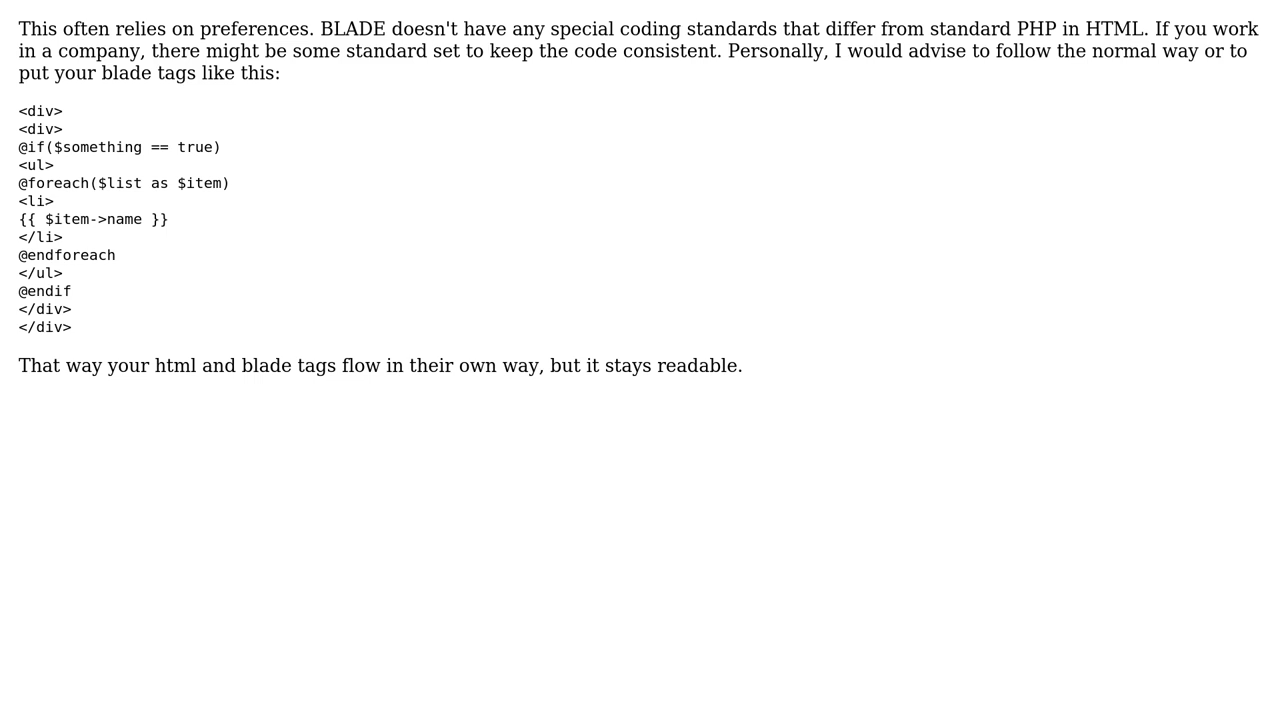 This often relies on preferences. BLADE doesn't have any special coding standards that differ from standard PHP in HTML. If you work
in a company, there might be some standard set to keep the code consistent. Personally, I would advise to follow the normal way or to
put your blade tags like this:
<div>
<div>
@if($something == true)
<ul>
@foreach($list as $item)
<li>
{{ $item->name }}
</li>
@endforeach
</ul>
@endif
</div>
</div>
That way your html and blade tags flow in their own way, but it stays readable.